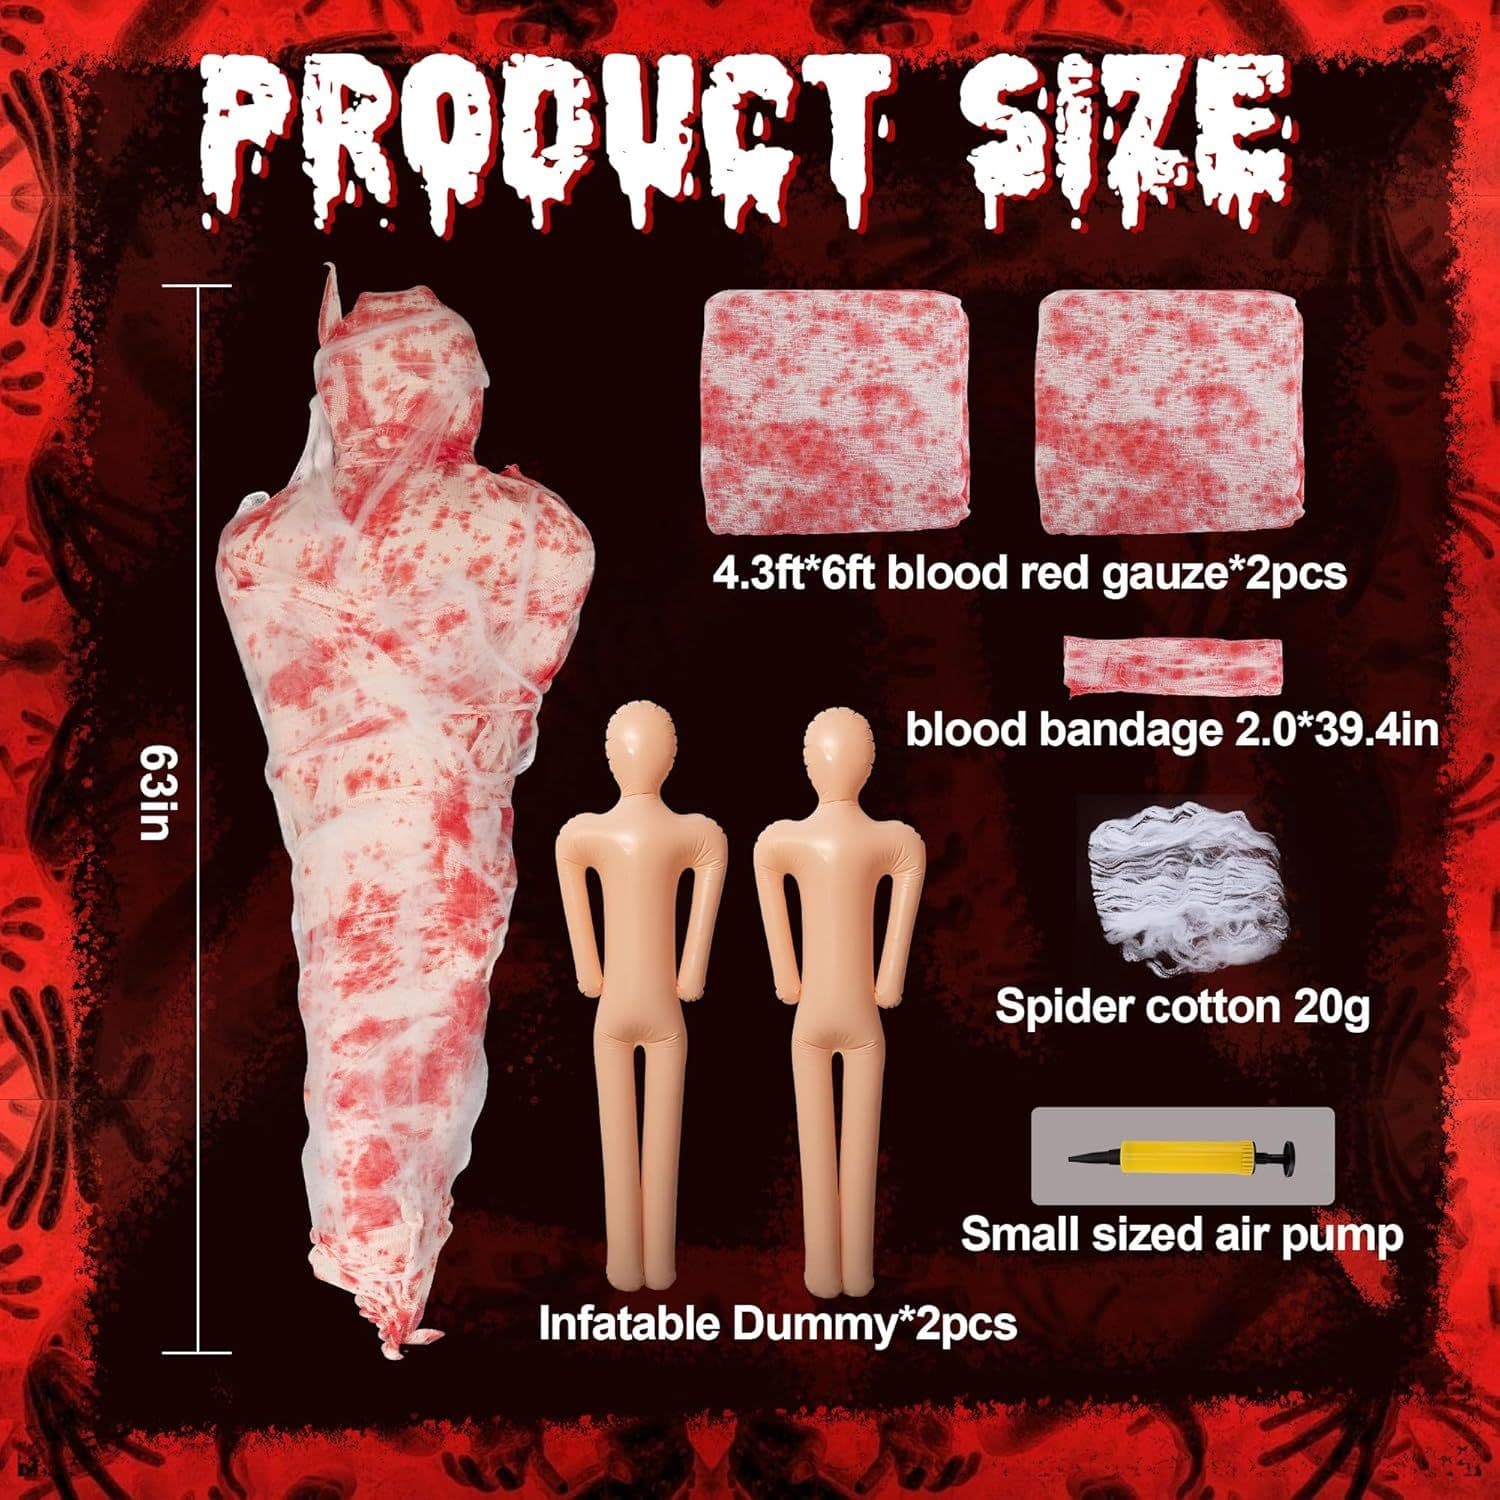 PRODUCT SIZE
63in
4.3ft*6ft blood red gauze*2pcs
blood bandage 2.0*39.4in
Spider cotton 20g
Small sized air pump
Infatable Dummy*2pcs